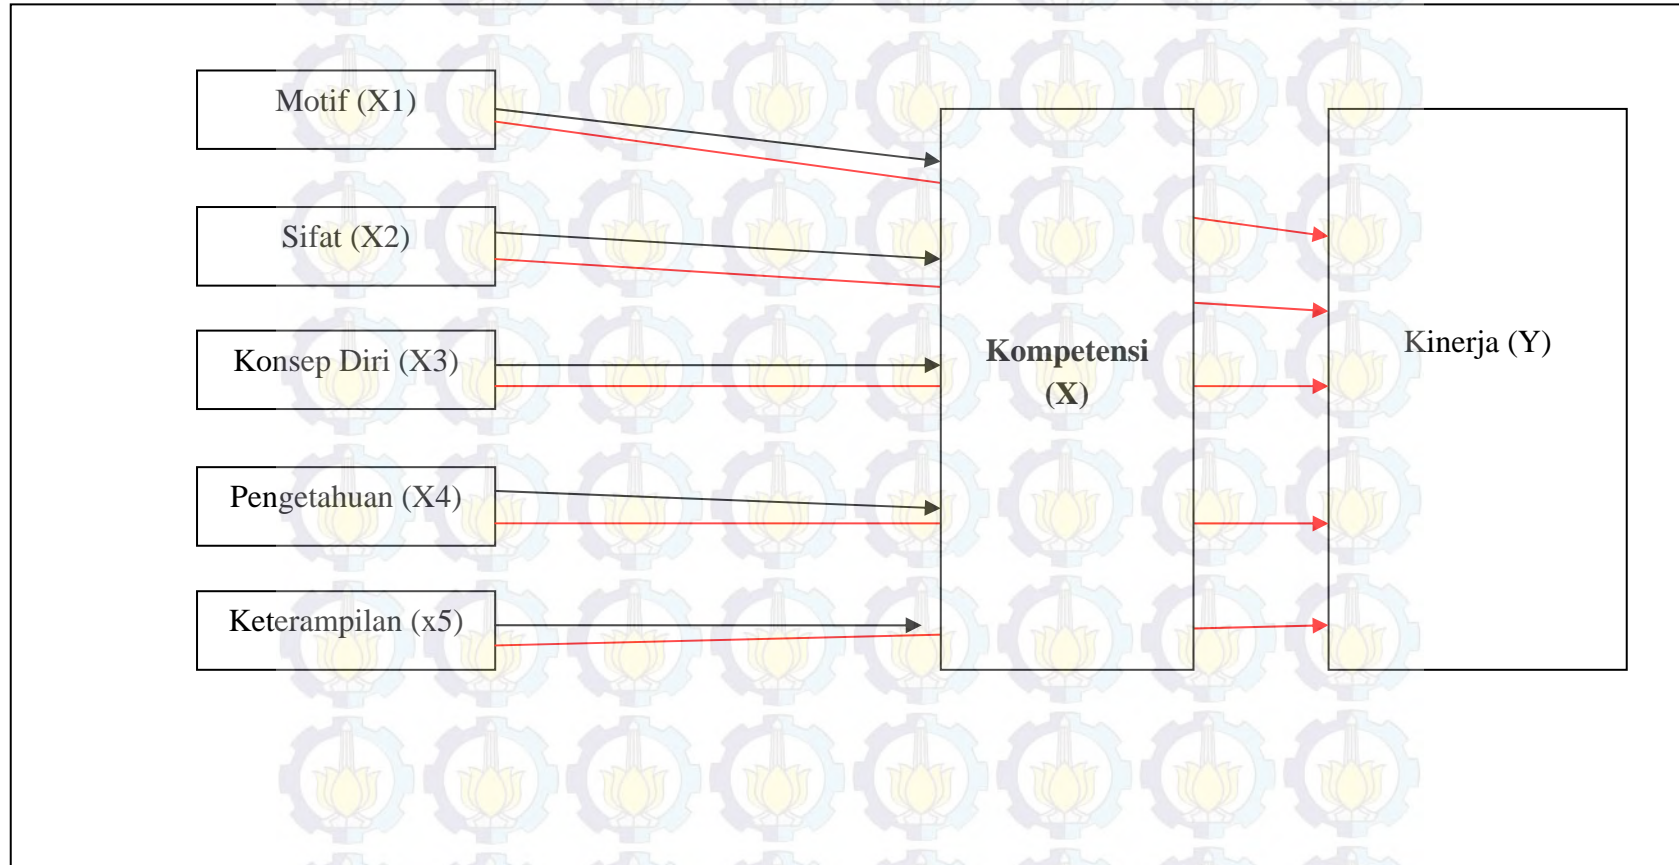 Motif (X1)
Sifat (X2)
Konsep Diri (X3)
Pengetahuan (X4)
Keterampilan (x5)
Kompetensi
(X)
Kinerja (Y)